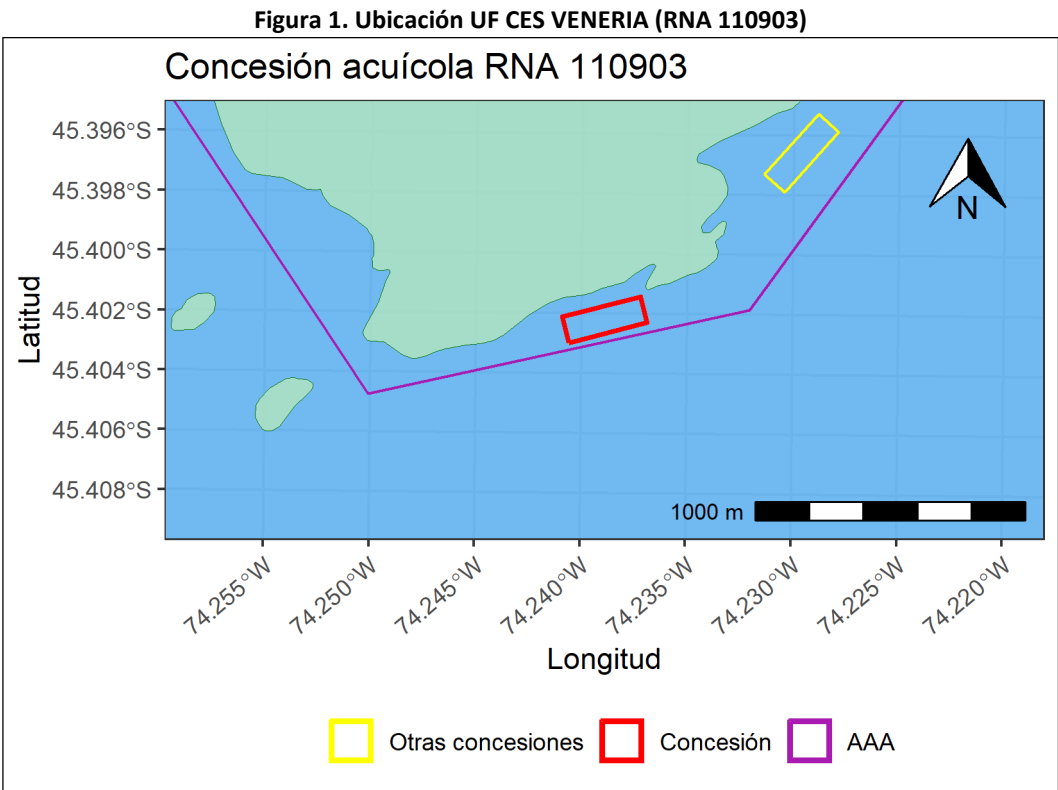 Figura 1. Ubicación UF CES VENERIA (RNA 110903)
Concesión acuícola RNA 110903
45.396°S
45.398°S
45.400°S
45.402°S
45.404°S
45.406°S
45.408°S
Latitud
N
1000 m
74.255°W
74.250°W
74.245°W
74.240°W
74.235°W
74.230°W
74.225°W
74.220°W
Longitud
Otras concesiones
Concesión
AAA